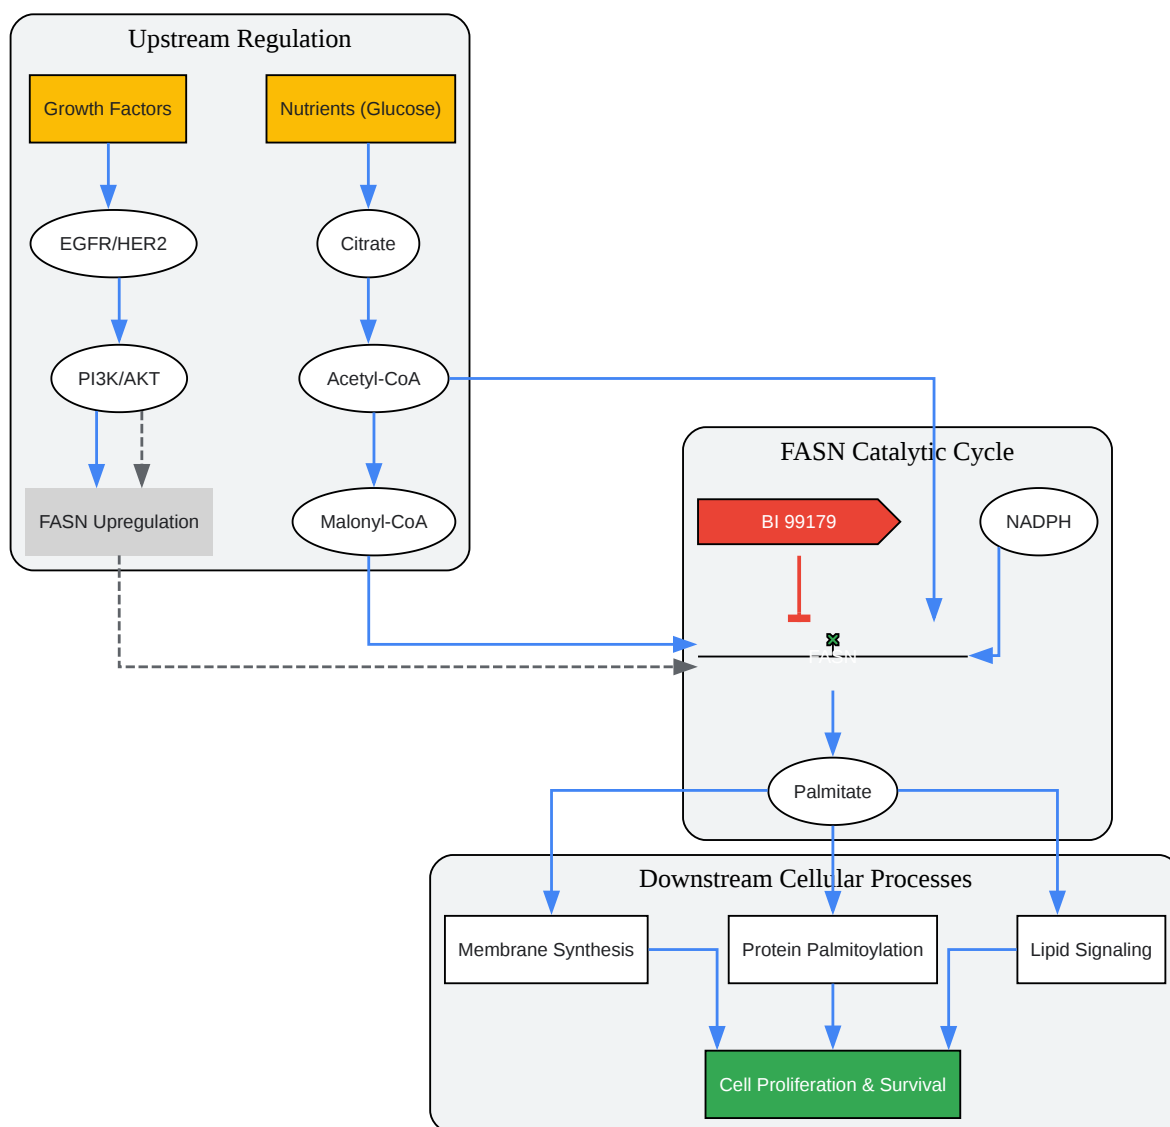 Upstream Regulation
Growth Factors
Nutrients (Glucose)
EGFR/HER2
Citrate
PI3K/AKT
Acetyl-CoA
FASN Upregulation
Malonyl-CoA
FASN Catalytic Cycle
BI 99179
NADPH
FASN
Palmitate
Downstream Cellular Processes
Membrane Synthesis
Protein Palmitoylation
Lipid Signaling
Cell Proliferation & Survival